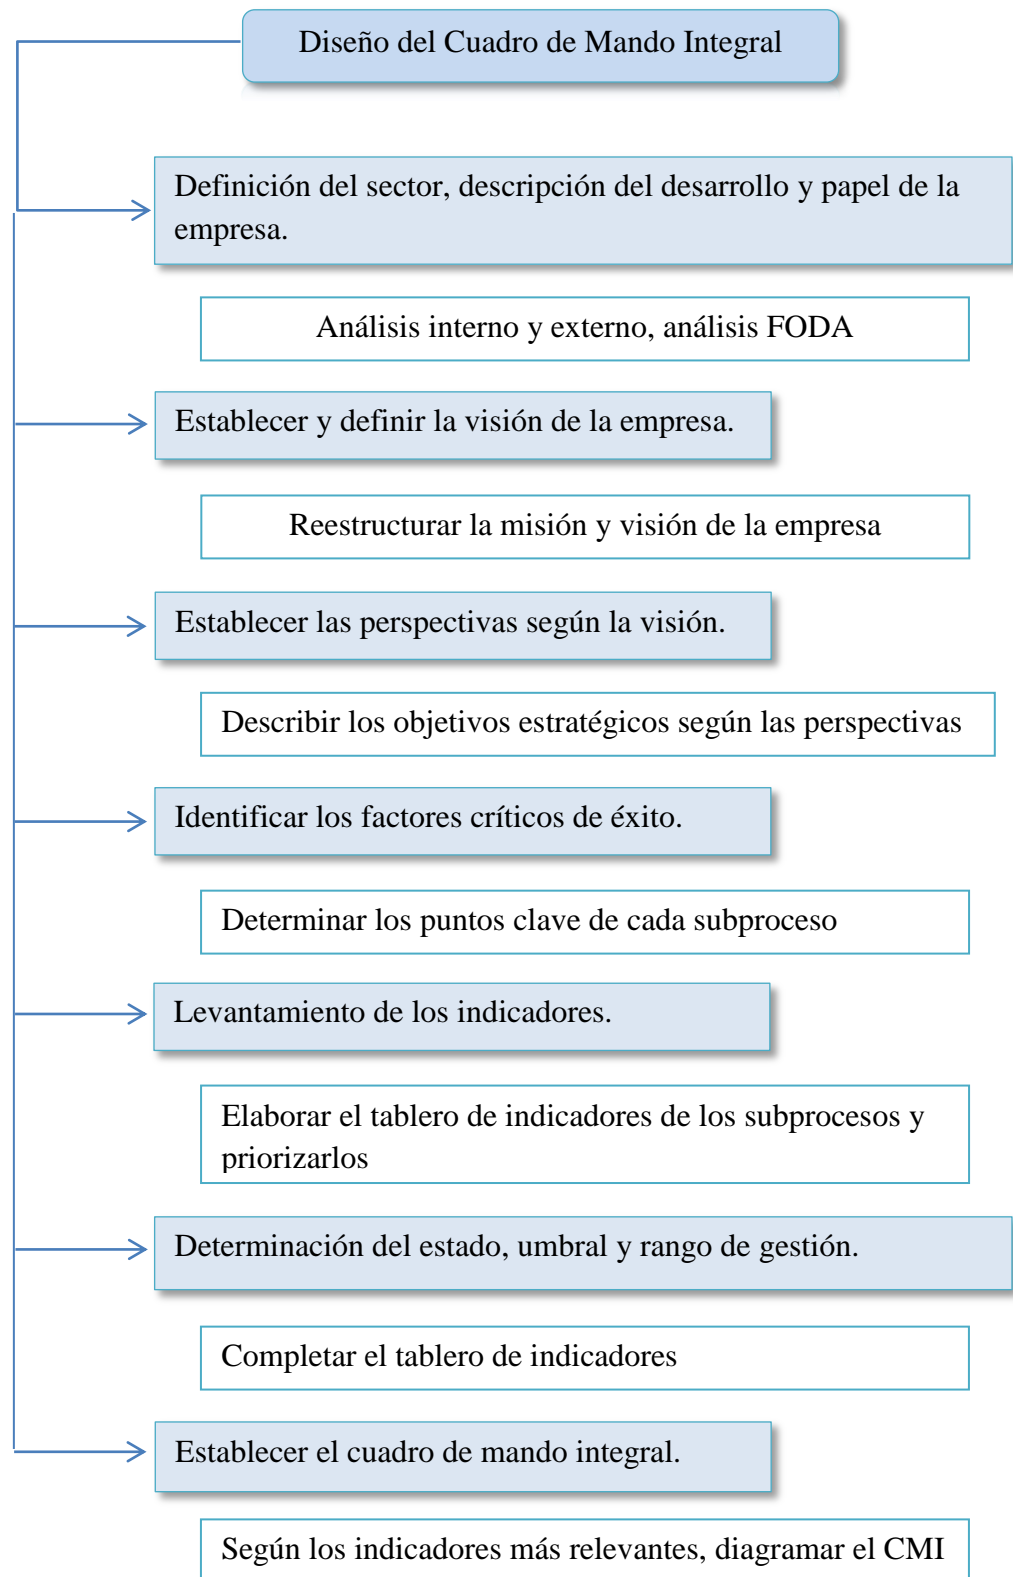 Diseño del Cuadro de Mando Integral
Definición del sector, descripción del desarrollo y papel de la
empresa.
Análisis interno y externo, análisis FODA
Establecer y definir la visión de la empresa.
Reestructurar la misión y visión de la empresa
Establecer las perspectivas según la visión.
Describir los objetivos estratégicos según las perspectivas
Identificar los factores críticos de éxito.
Determinar los puntos clave de cada subproceso
Levantamiento de los indicadores.
Elaborar el tablero de indicadores de los subprocesos y
priorizarlos
Determinación del estado, umbral y rango de gestión.
Completar el tablero de indicadores
Establecer el cuadro de mando integral.
Según los indicadores más relevantes, diagramar el CMI